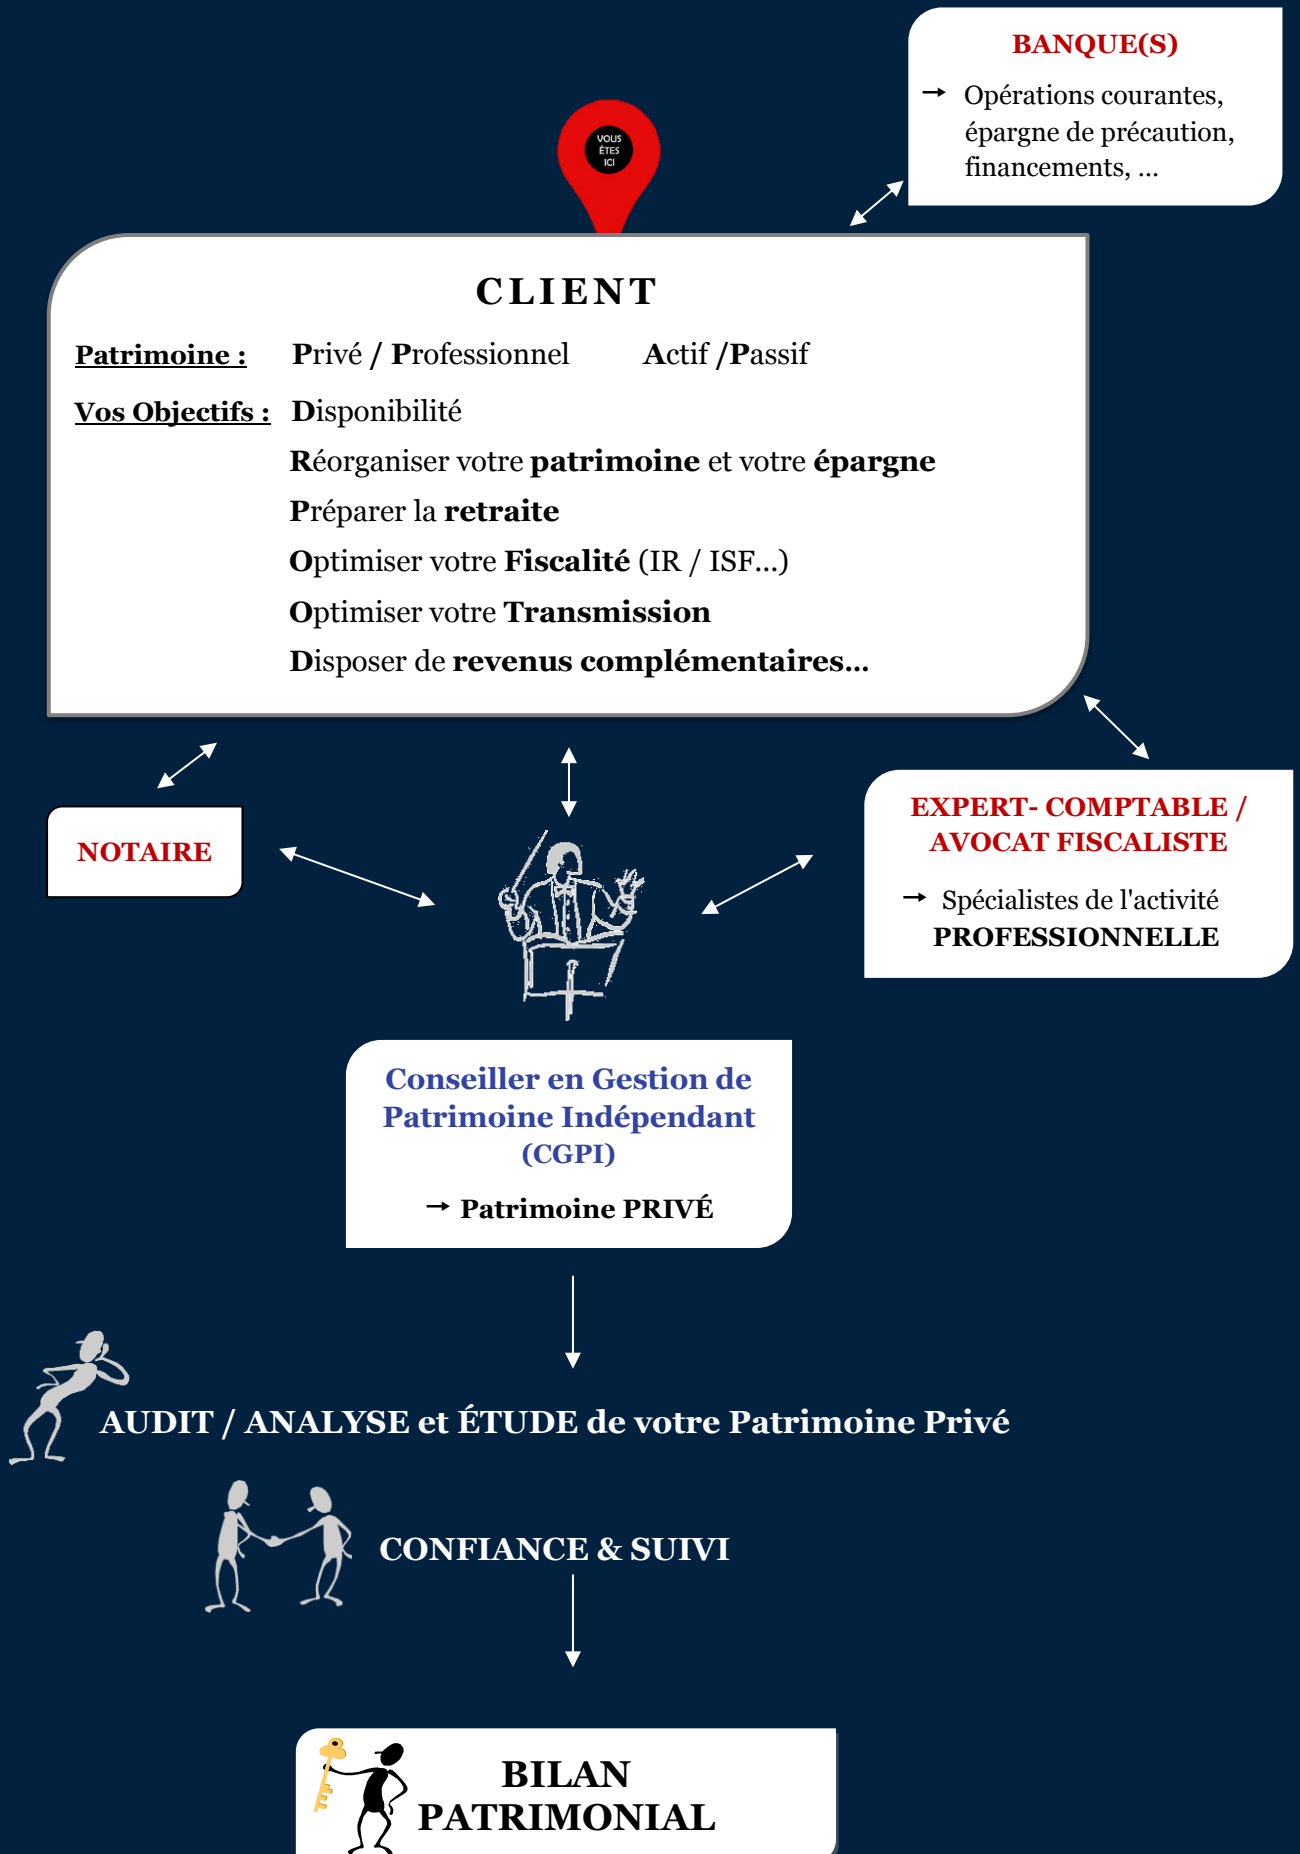 BANQUE(S)
→ Opérations courantes,
épargne de précaution,
financements, ...
VOUS
ÊTES
ICI
CLIENT
Patrimoine : Privé / Professionnel Actif /Passif
Vos Objectifs : Disponibilité
Réorganiser votre patrimoine et votre épargne
Préparer la retraite
Optimiser votre Fiscalité (IR / ISF...)
Optimiser votre Transmission
Disposer de revenus complémentaires...
NOTAIRE
EXPERT- COMPTABLE /
AVOCAT FISCALISTE
→ Spécialistes de l'activité
PROFESSIONNELLE
Conseiller en Gestion de
Patrimoine Indépendant
(CGPI)
→ Patrimoine PRIVÉ
AUDIT / ANALYSE et ÉTUDE de votre Patrimoine Privé
CONFIANCE & SUIVI
BILAN
PATRIMONIAL